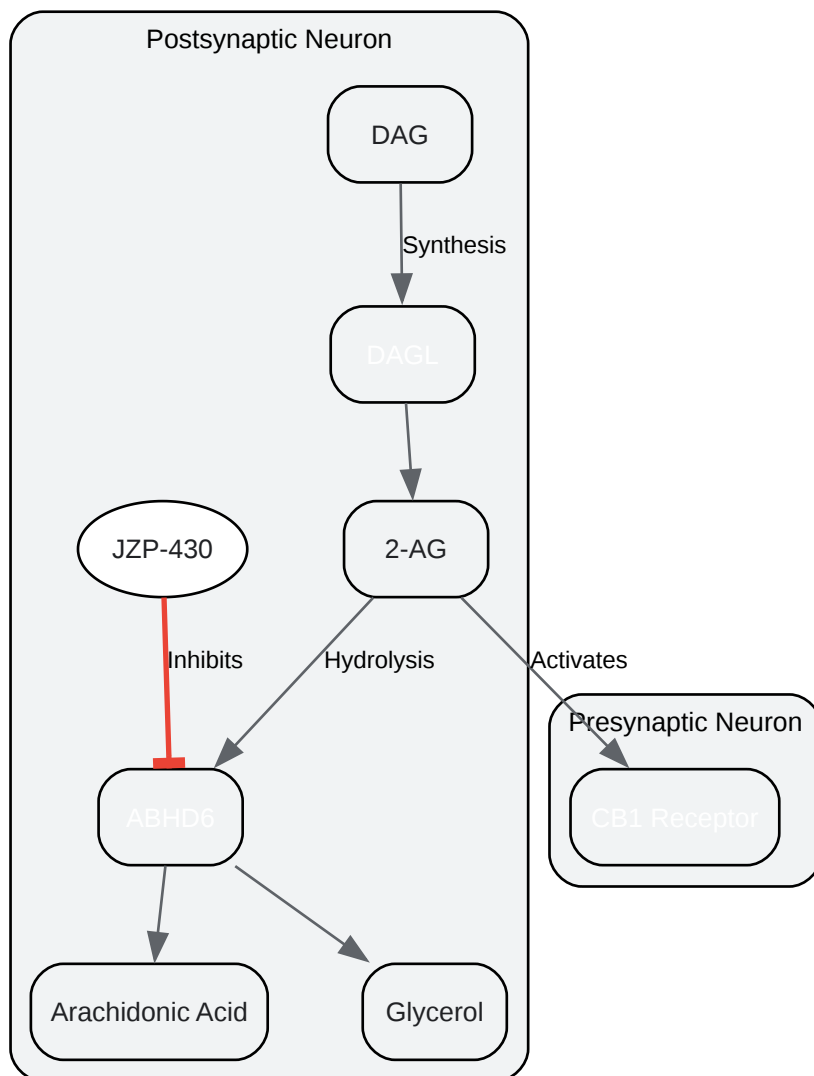 Postsynaptic Neuron
DAG
Synthesis
DAGL
JZP-430
2-AG
Inhibits
Hydrolysis
Activates
Presynaptic Neuron
ABHD6
CB1 Receptor
Arachidonic Acid
Glycerol